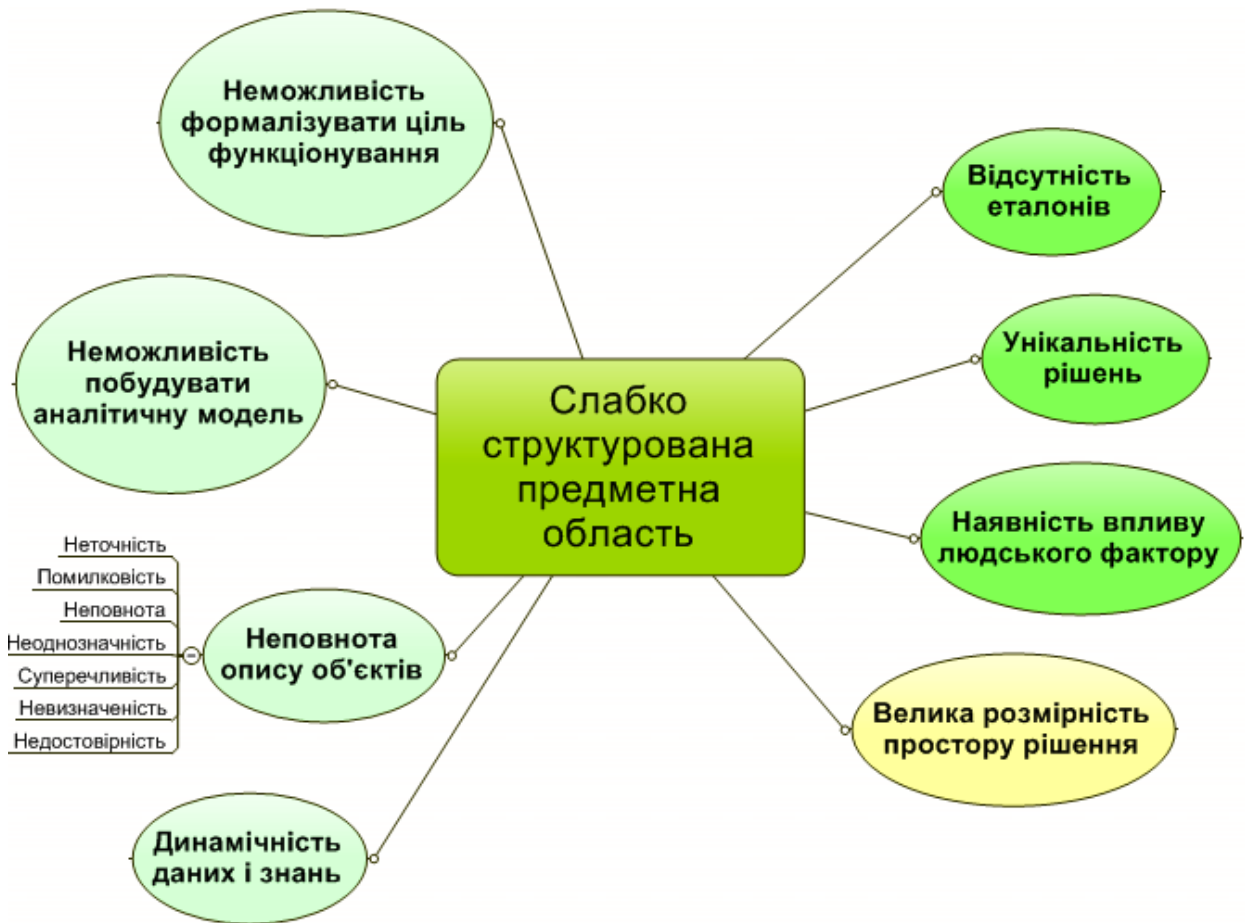 Неможливість
формалізувати ціль
функціонування
Відсутність
еталонів
Унікальність
рішень
Неможливість
побудувати
аналітичну модель
Слабко
структурована
предметна
область
Наявність впливу
людського фактору
Неточність
Помилковість
Неповнота
Неоднозначність
Суперечливість
Невизначеність
Недостовірність
Неповнота
опису об'єктів
Велика розмірність
простору рішення
Динамічність
даних і знань